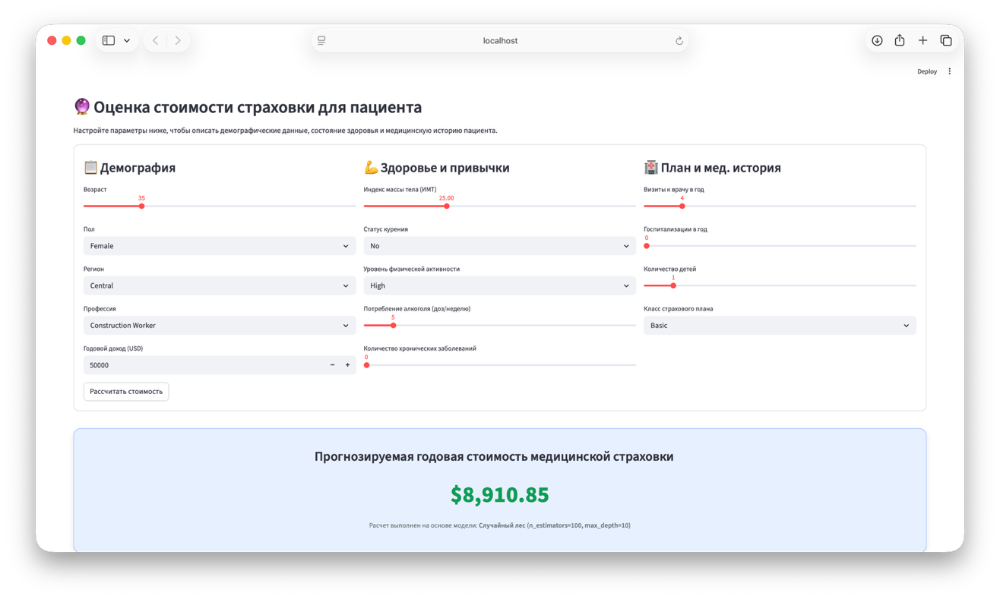 localhost
Deploy
Оценка стоимости страховки для пациента
Настройте параметры ниже, чтобы описать демографические данные, состояние здоровья и медицинскую историю пациента.
Демография
Возраст
35
Пол
Female
Регион
Central
Профессия
Construction Worker
Годовой доход (USD)
50000
Рассчитать стоимость
Здоровье и привычки
Индекс массы тела (ИМТ)
25.00
Статус курения
No
Уровень физической активности
High
Потребление алкоголя (доз/неделю)
5
Количество хронических заболеваний
0
План и мед. история
Визиты к врачу в год
4
Госпитализации в год
0
Количество детей
1
Класс страхового плана
Basic
Прогнозируемая годовая стоимость медицинской страховки
$8,910.85
Расчет выполнен на основе модели: Случайный лес (n_estimators=100, max_depth=10)